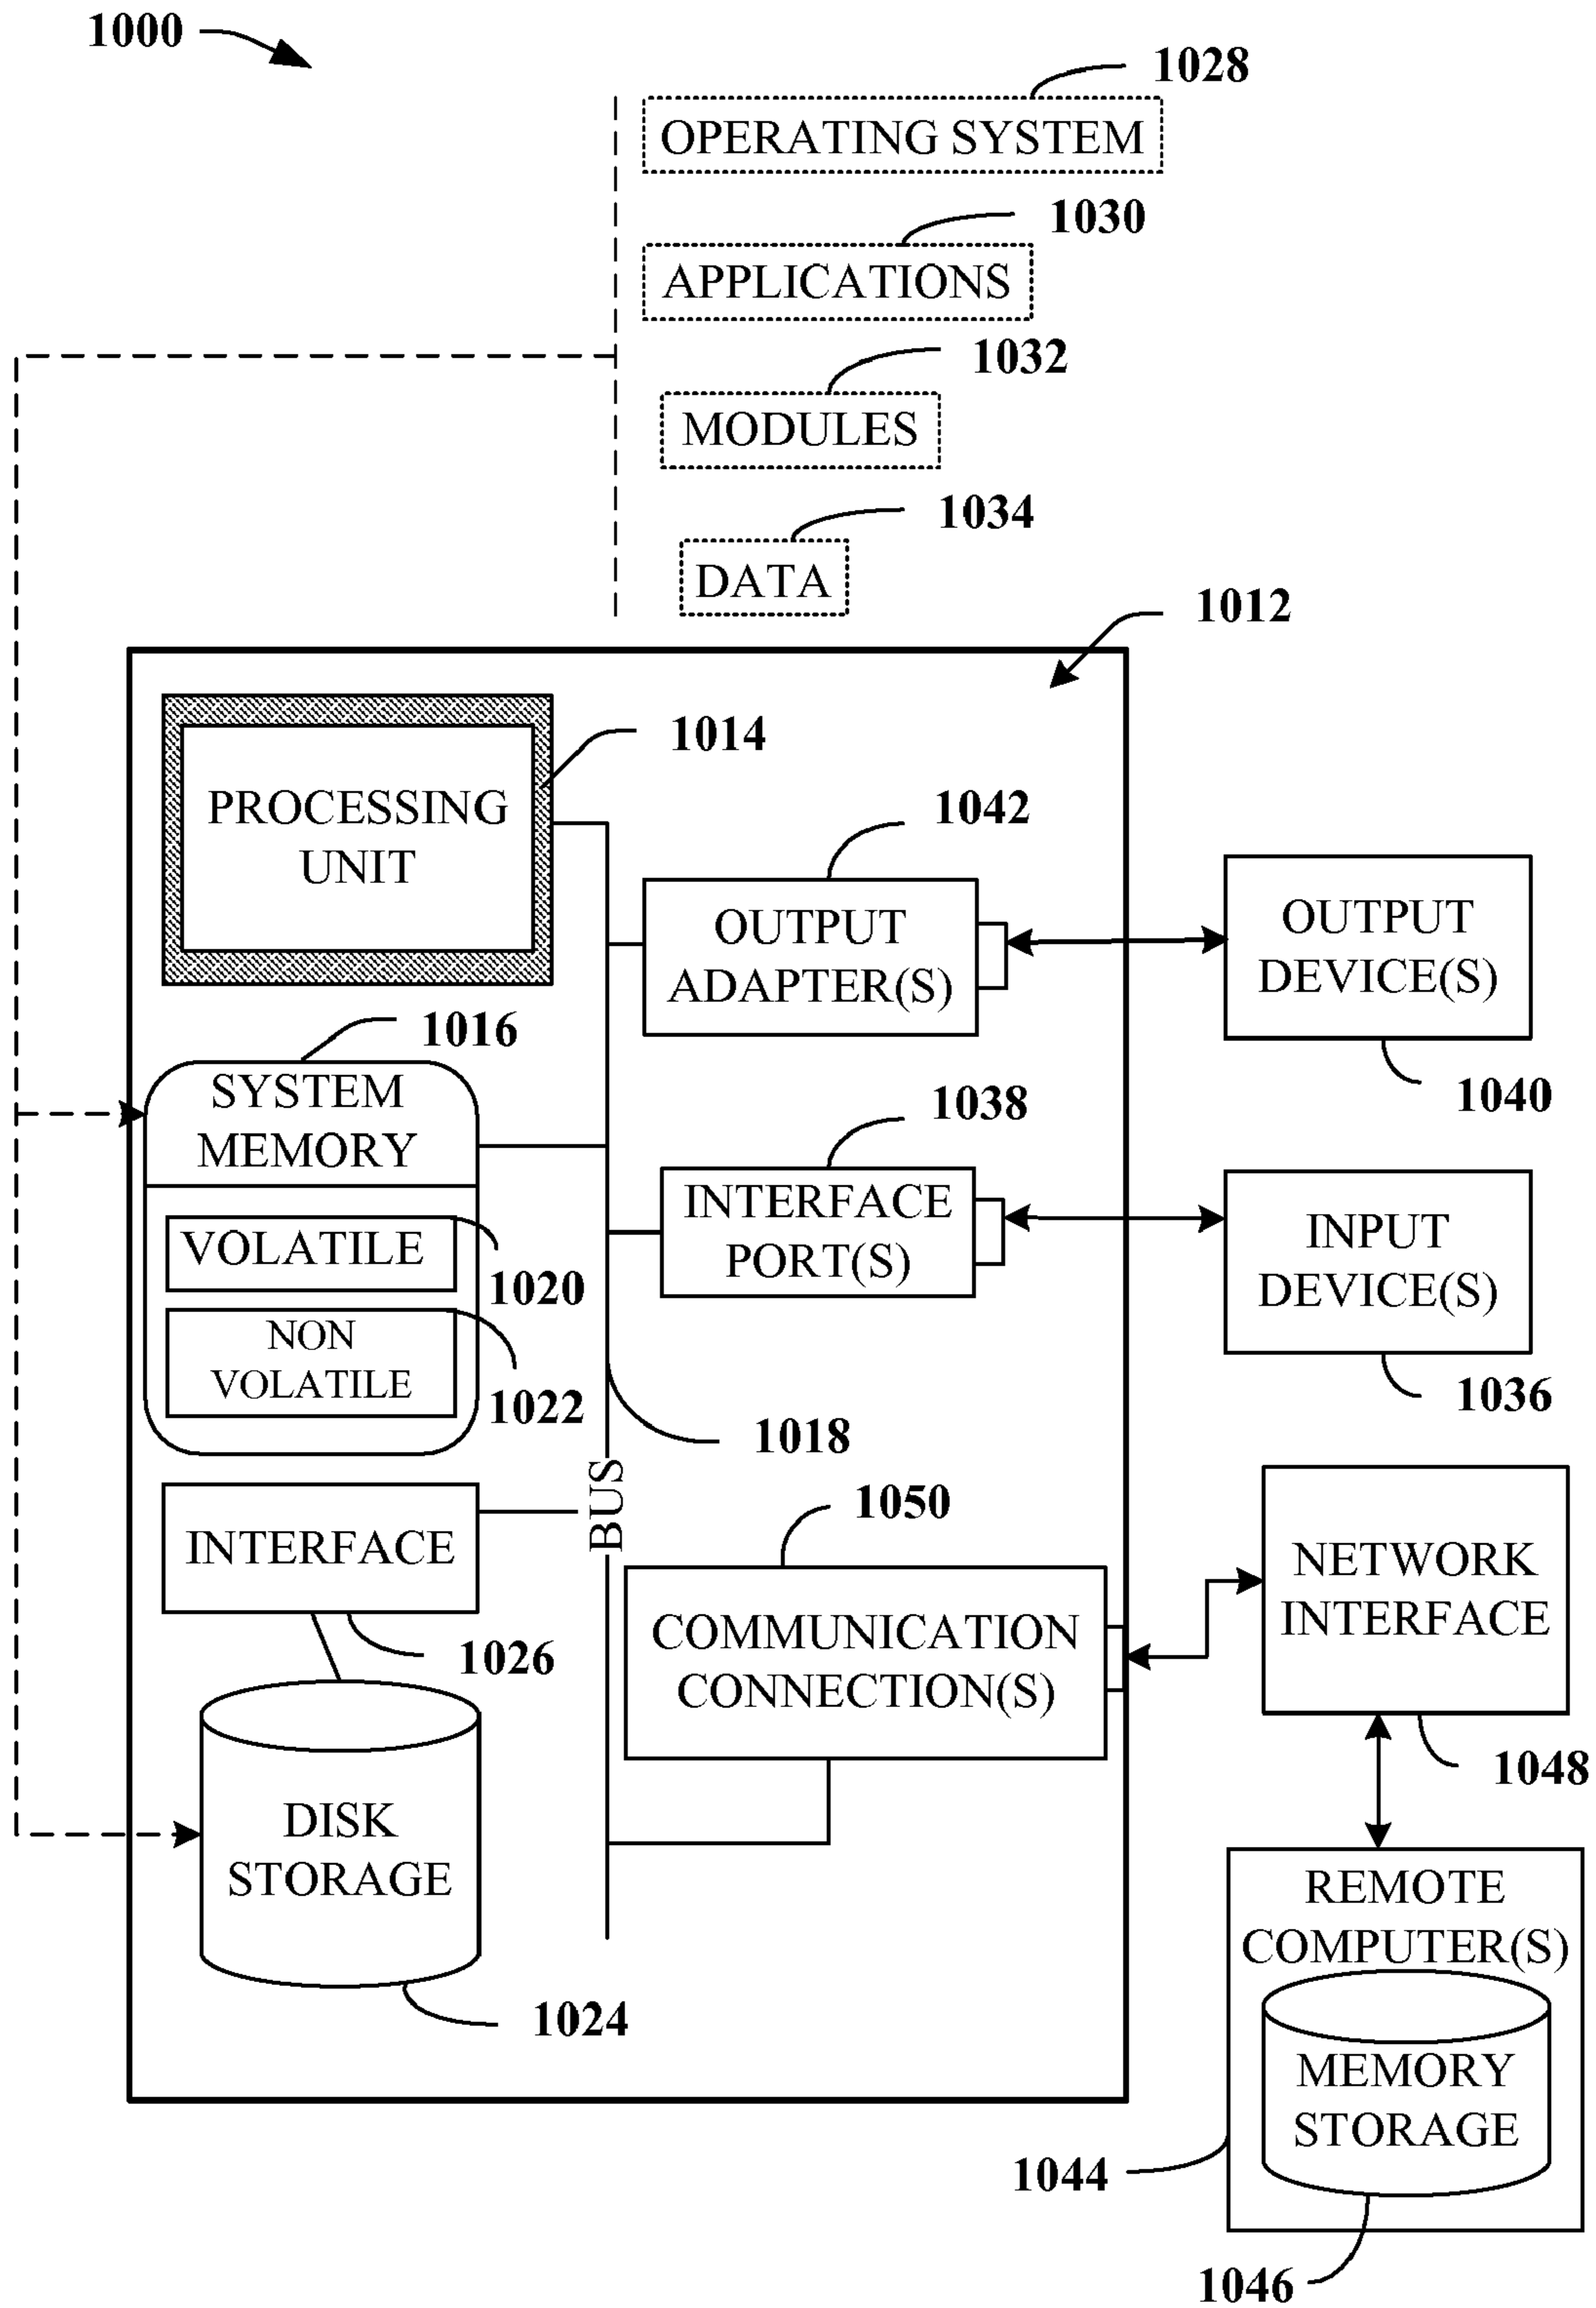 1000
1028
OPERATING SYSTEM
1030
APPLICATIONS
1032
MODULES
1034
DATA
1012
1014
PROCESSING
UNIT
1042
OUTPUT
ADAPTER(S)
OUTPUT
DEVICE(S)
1040
1016
SYSTEM
MEMORY
1038
INTERFACE
PORT(S)
INPUT
DEVICE(S)
1036
VOLATILE
1020
NON
VOLATILE
1022
1018
BUS
INTERFACE
1026
1050
COMMUNICATION
CONNECTION(S)
NETWORK
INTERFACE
1048
DISK
STORAGE
1024
REMOTE
COMPUTER(S)
MEMORY
STORAGE
1044
1046